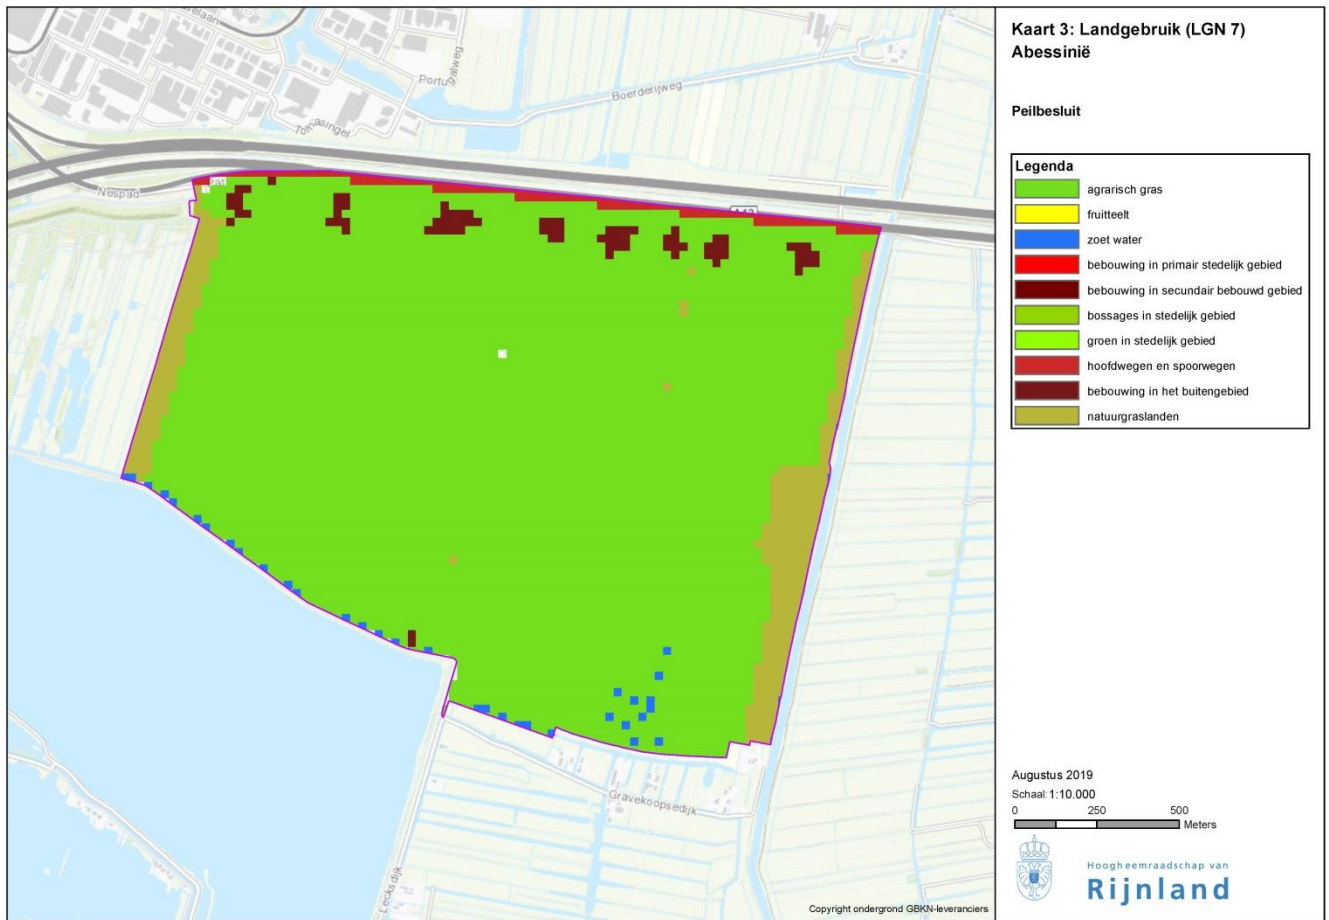 Kaart 3: Landgebruik (LGN 7)
Abessinië
Peilbesluit
Legenda
agrarisch gras
fruitteelt
zoet water
bebouwing in primair stedelijk gebied
bebouwing in secundair bebouwd gebied
bossages in stedelijk gebied
groen in stedelijk gebied
hoofdwegen en spoorwegen
bebouwing in het buitengebied
natuurgraslanden
Boerderijweg
Nespad
Gravekoopsedijk
Lecksdijk
Augustus 2019
Schaal: 1:10.000
0 250 500
Meters
Hoogheemraadschap van
Rijnland
Copyright ondergrond GBKN-leveranciers